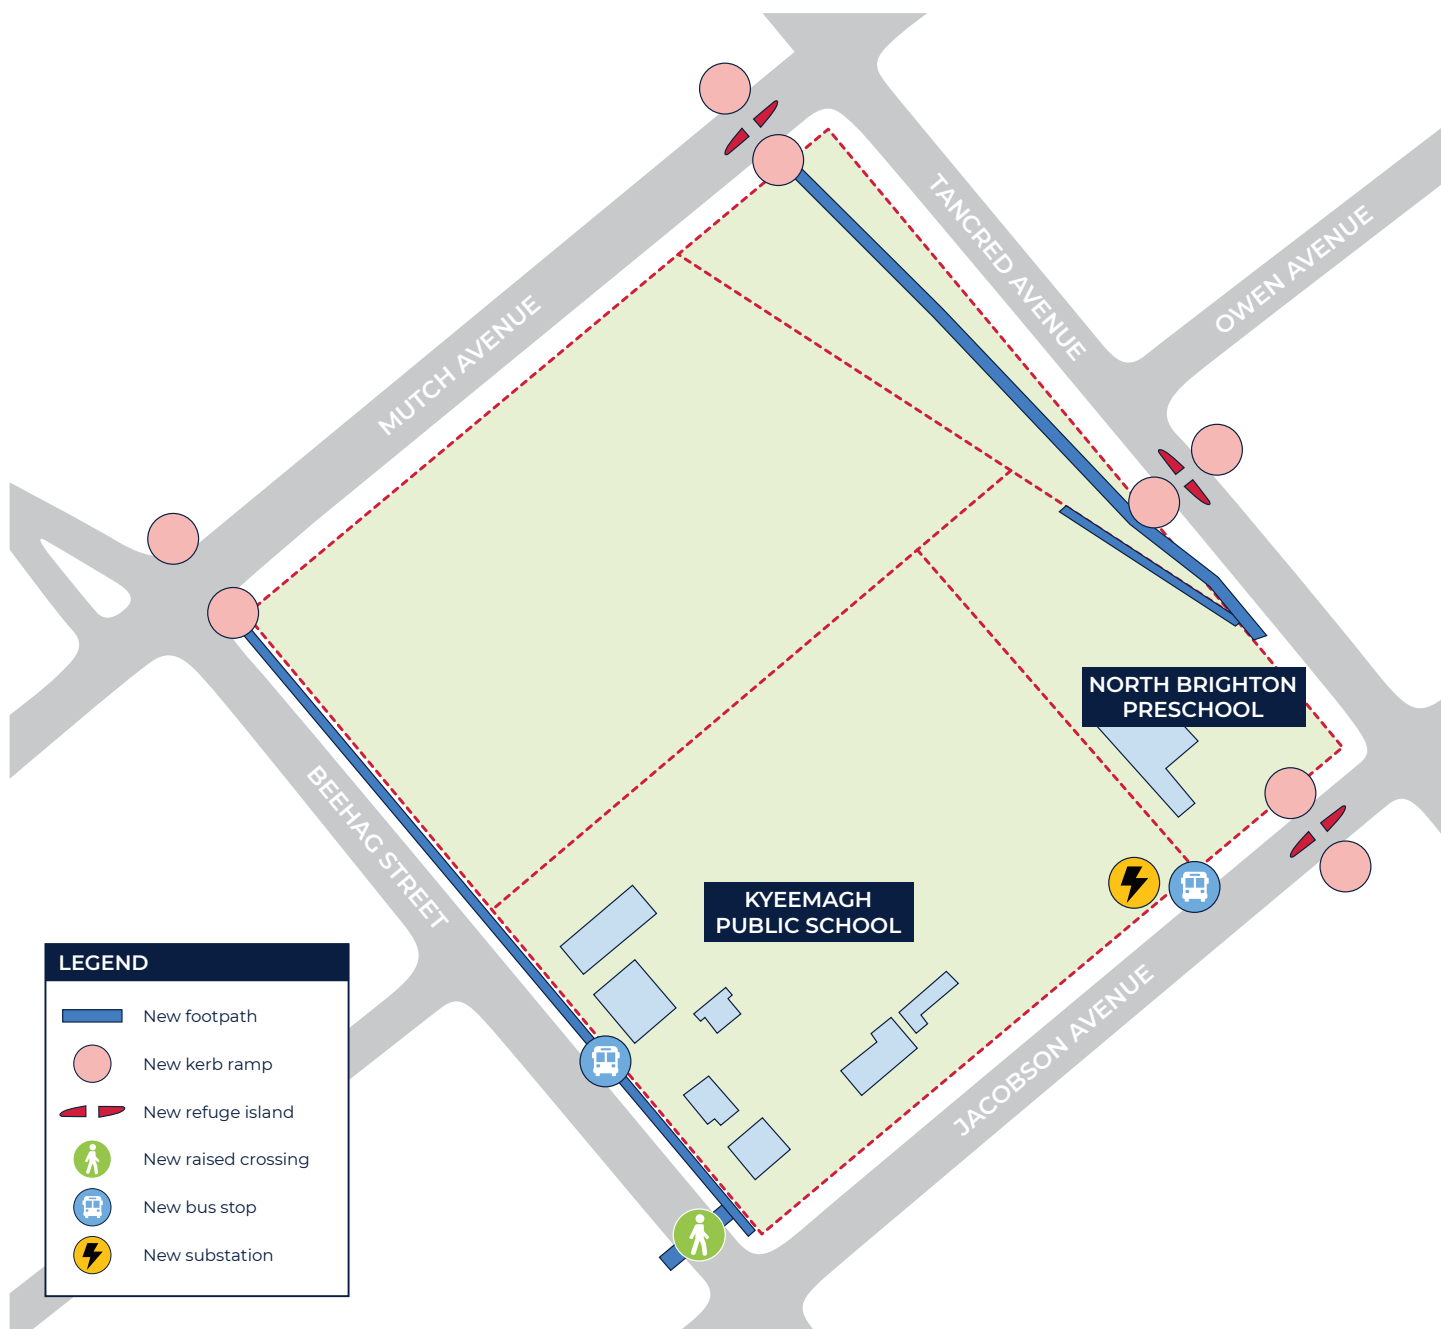 TANCRED AVENUE
OWEN AVENUE
MUTCH AVENUE
NORTH BRIGHTON
PRESCHOOL
BEEHAG STREET
KYEEMAGH
PUBLIC SCHOOL
JACOBSON AVENUE
LEGEND
New footpath
New kerb ramp
New refuge island
New raised crossing
New bus stop
New substation